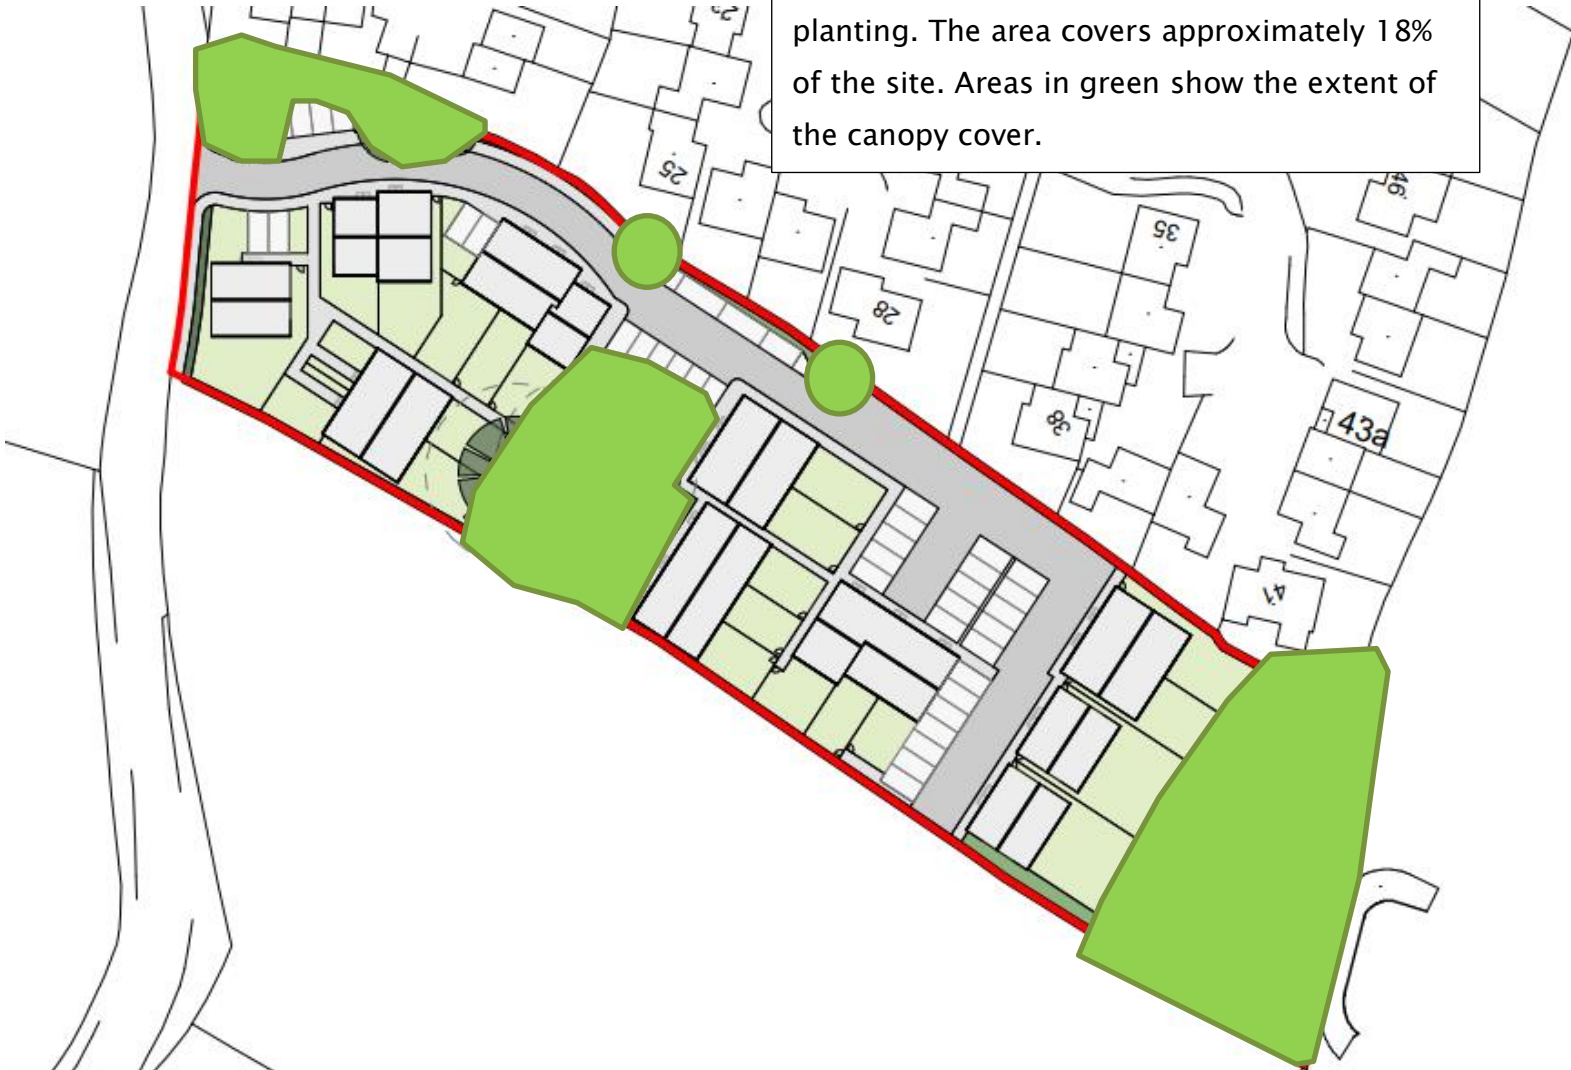 planting. The area covers approximately 18%
of the site. Areas in green show the extent of
the canopy cover.
25
46
35
28
38
43a
41